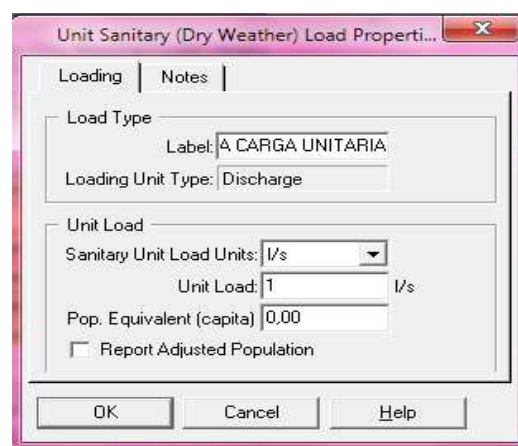 Unit Sanitary (Dry Weather) Load Properti...
Loading Notes
Load Type
Label: A CARGA UNITARIA
Loading Unit Type: Discharge
Unit Load
Sanitary Unit Load Units: l/s
Unit Load: 1 l/s
Pop. Equivalent (capita) 0,00
Report Adjusted Population
OK Cancel Help